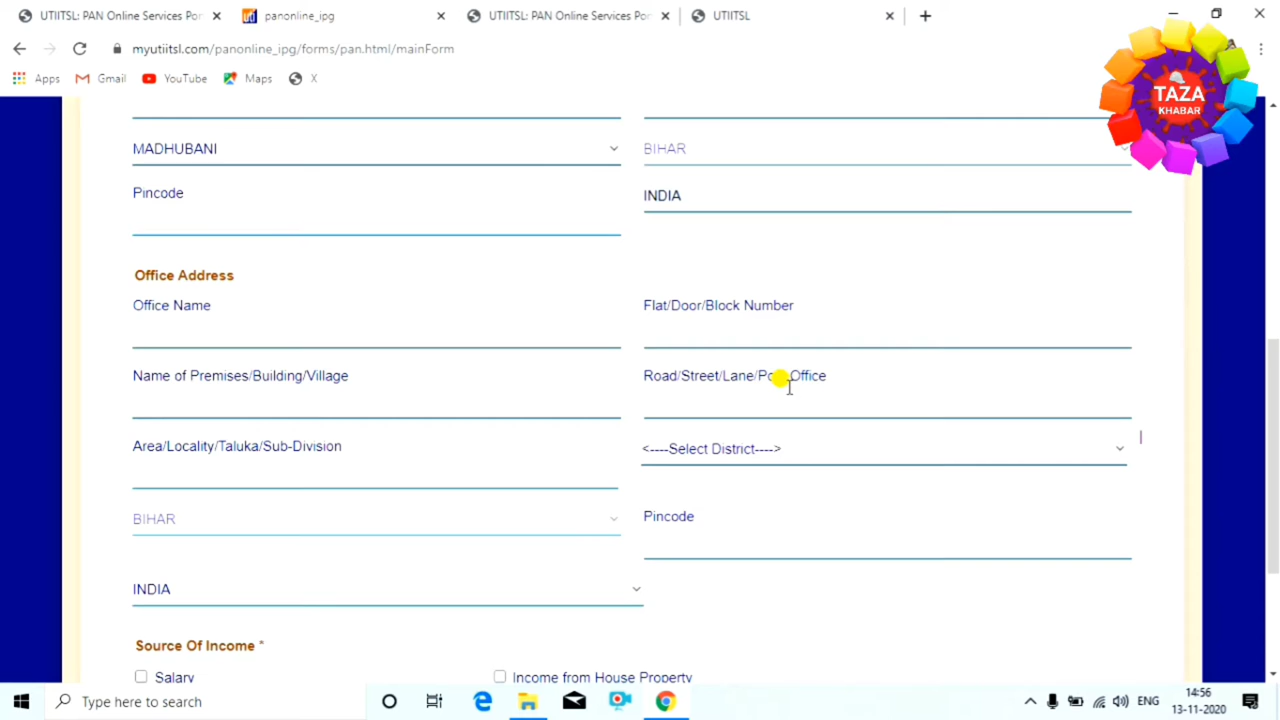 UTIITSL: PAN Online Services Por
panonline_ipg
UTIITSL: PAN Online Services Por
UTIITSL
myutiitsl.com/panonline_ipg/forms/pan.html/mainForm
Apps
Gmail
YouTube
Maps
X
TAZA
KHABAR
MADHUBANI
BIHAR
Pincode
INDIA
Office Address
Office Name
Flat/Door/Block Number
Name of Premises/Building/Village
Road/Street/Lane/Post Office
Area/Locality/Taluka/Sub-Division
<----Select District---->
BIHAR
Pincode
INDIA
Source Of Income *
Salary
Income from House Property
Type here to search
ENG
14:56
13-11-2020